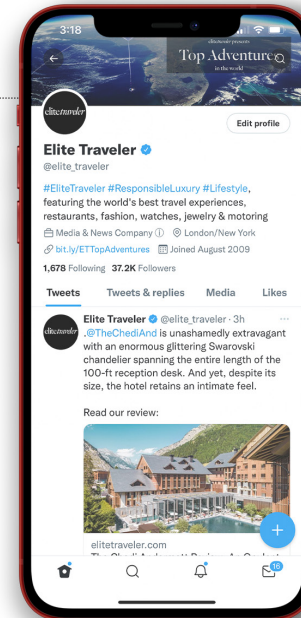 3:18
elitetraveler presents
Top Adventures
in the world
elitetraveler
Edit profile
Elite Traveler
@elite_traveler
#EliteTraveler #ResponsibleLuxury #Lifestyle,
featuring the world's best travel experiences,
restaurants, fashion, watches, jewelry & motoring
Media & News Company ⓘ London/New York
bit.ly/ETTopAdventures Joined August 2009
1,678 Following 37.2K Followers
Tweets Tweets & replies Media Likes
elitetraveler
Elite Traveler @elite_traveler · 3h ...
.@TheChediAnd is unashamedly extravagant
with an enormous glittering Swarovski
chandelier spanning the entire length of the
100-ft reception desk. And yet, despite its
size, the hotel retains an intimate feel.
Read our review:
elitetraveler.com
16